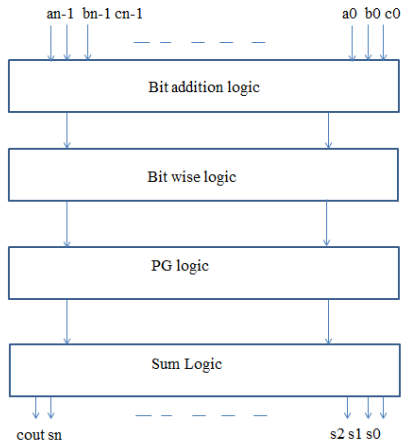 an-1 bn-1 cn-1 a0 b0 c0
Bit addition logic
Bit wise logic
PG logic
Sum Logic
cout sn s2 s1 s0